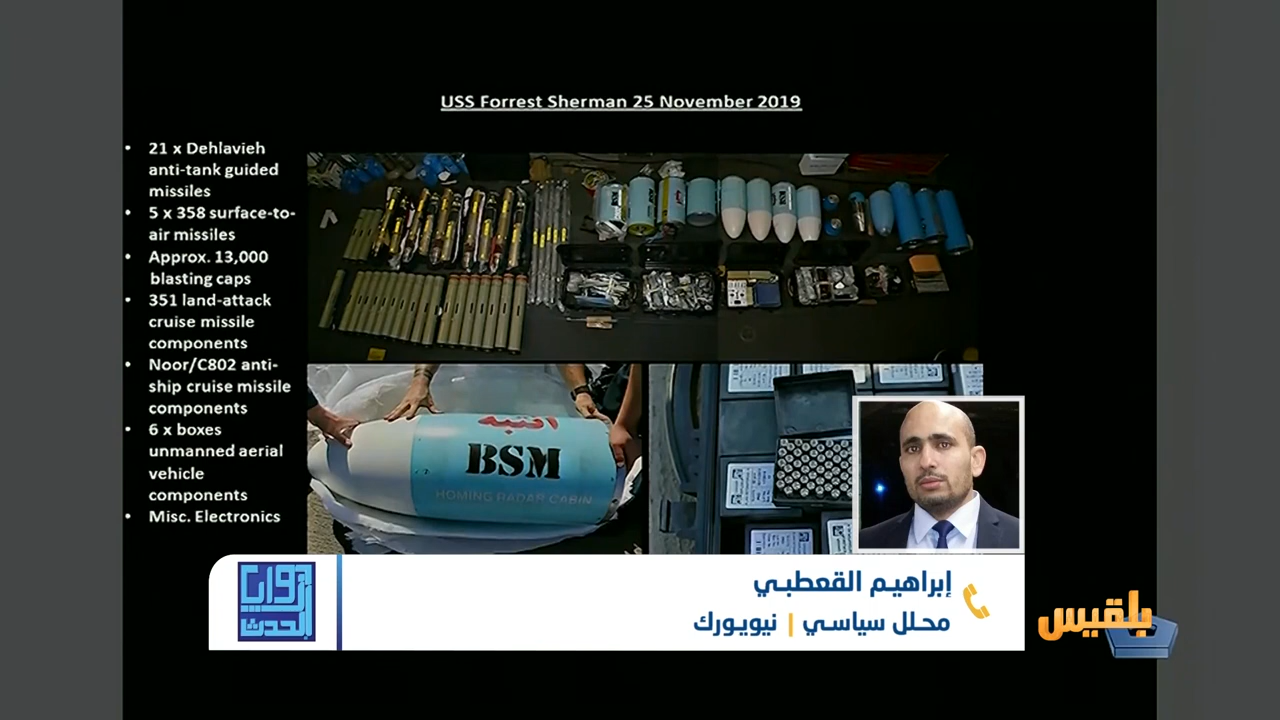 USS Forrest Sherman 25 November 2019
• 21 x Dehlavieh
anti-tank guided
missiles
• 5 x 358 surface-to-
air missiles
• Approx. 13,000
blasting caps
• 351 land-attack
cruise missile
components
• Noor/C802 anti-
ship cruise missile
components
• 6 x boxes
unmanned aerial
vehicle
components
• Misc. Electronics
BSM
BSM
BSM
HOMING RADAR CABIN
إبراهيم القعطبي
محلل سياسي | نيويورك
زوايا
الحدث
بلقيس